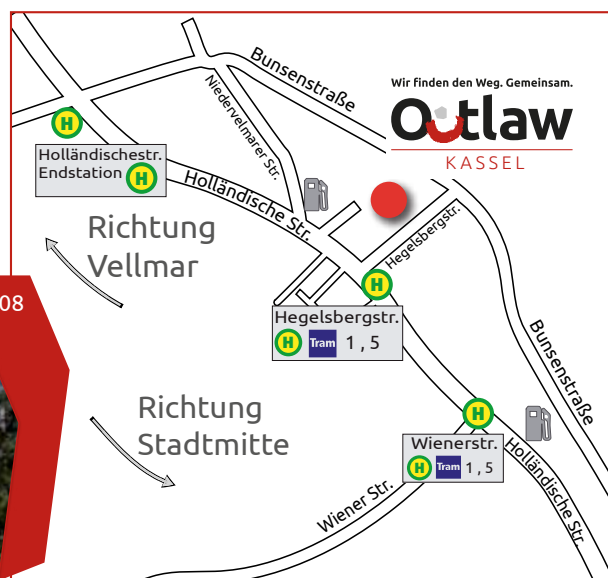 Wir finden den Weg. Gemeinsam.
Outlaw
KASSEL
Bunsenstraße
Niedervelmarer Str.
H
Holländischestr.
Endstation H
Holländische Str.
Richtung
Vellmar
Hegelsbergstr.
H
Hegelsbergstr.
H Tram 1 , 5
08
Richtung
Stadtmitte
Bunsenstraße
H
Wienerstr.
H Tram 1 , 5
Holländische Str.
Wiener Str.